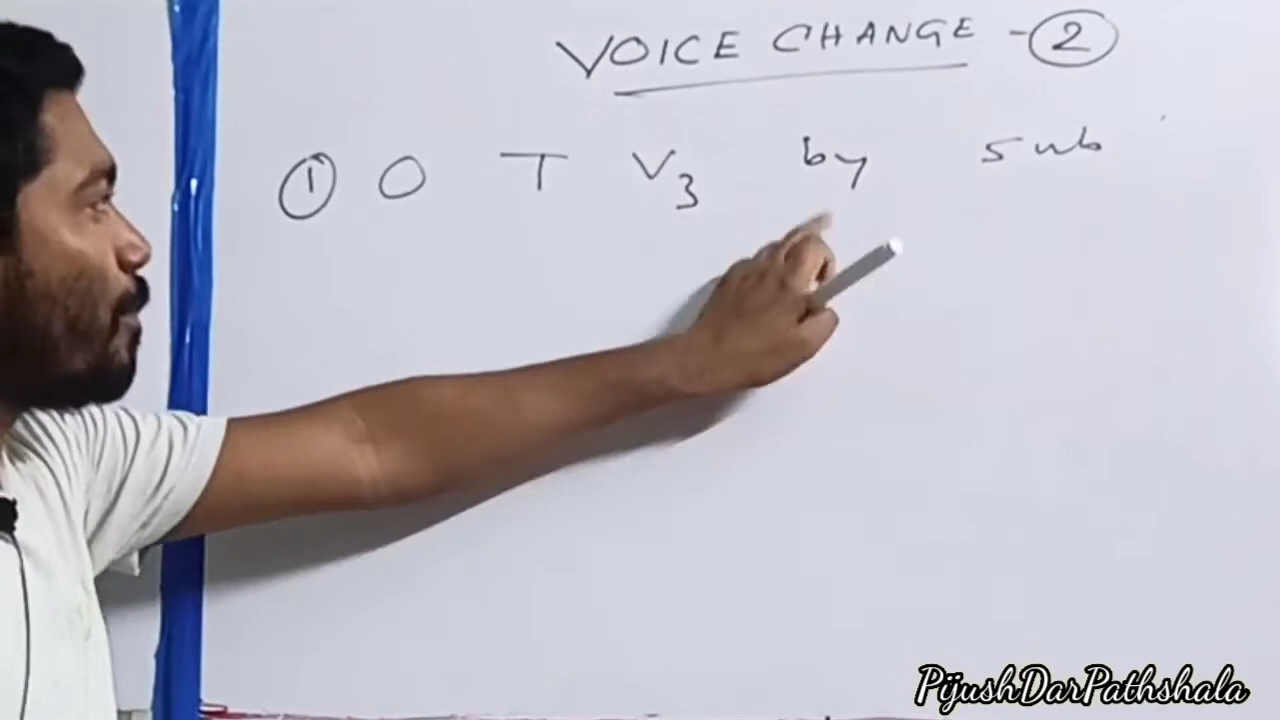 VOICE CHANGE - ②
① O T V₃ by sub
PijushDarPathshala